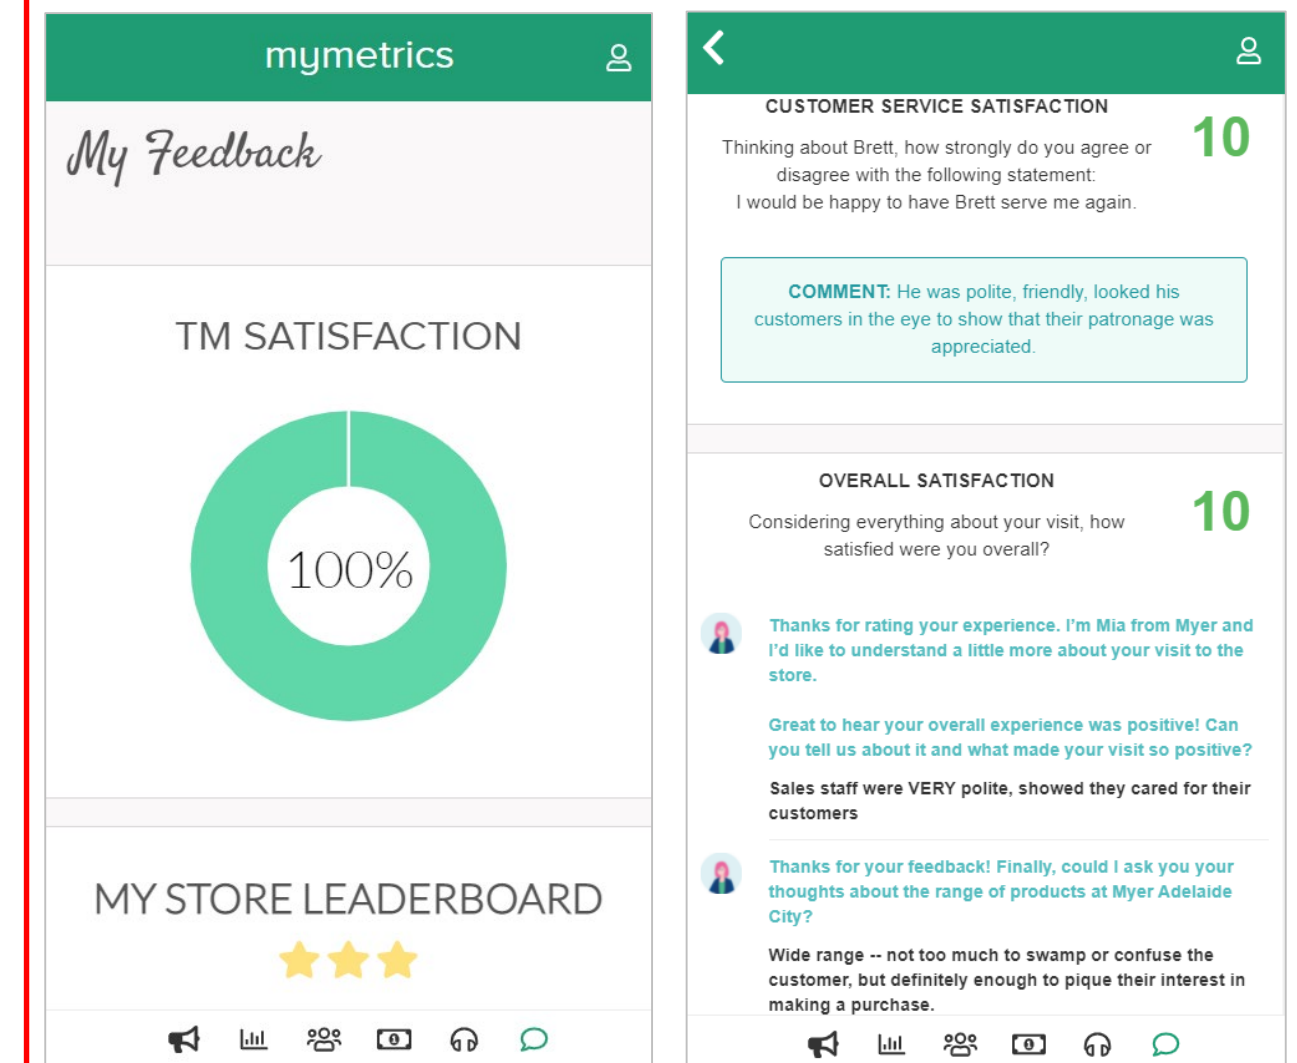 mymetrics
My Feedback
TM SATISFACTION
100%
MY STORE LEADERBOARD
CUSTOMER SERVICE SATISFACTION
10
Thinking about Brett, how strongly do you agree or
disagree with the following statement:
I would be happy to have Brett serve me again.
COMMENT: He was polite, friendly, looked his
customers in the eye to show that their patronage was
appreciated.
OVERALL SATISFACTION
10
Considering everything about your visit, how
satisfied were you overall?
Thanks for rating your experience. I'm Mia from Myer and
I'd like to understand a little more about your visit to the
store.
Great to hear your overall experience was positive! Can
you tell us about it and what made your visit so positive?
Sales staff were VERY polite, showed they cared for their
customers
Thanks for your feedback! Finally, could I ask you your
thoughts about the range of products at Myer Adelaide
City?
Wide range -- not too much to swamp or confuse the
customer, but definitely enough to pique their interest in
making a purchase.